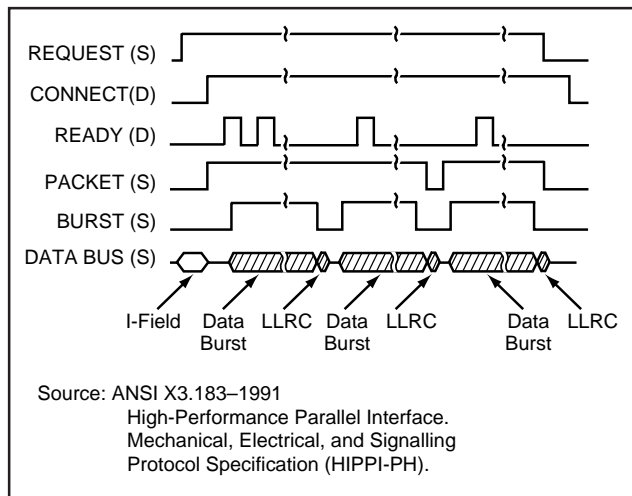 REQUEST (S)
CONNECT(D)
READY (D)
PACKET (S)
BURST (S)
DATA BUS (S)
I-Field Data LLRC Data LLRC Data LLRC
Burst Burst Burst
Source: ANSI X3.183–1991
High-Performance Parallel Interface.
Mechanical, Electrical, and Signalling
Protocol Specification (HIPPI-PH).